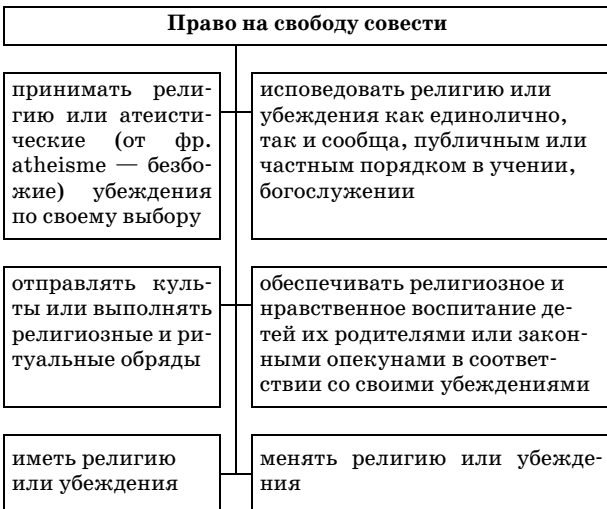 Право на свободу совести
принимать рели-
гию или атеисти-
ческие (от фр.
atheisme — безбо-
жие) убеждения
по своему выбору
исповедовать религию или
убеждения как единолично,
так и сообща, публичным или
частным порядком в учении,
богослужении
отправлять куль-
ты или выполнять
религиозные и ри-
туальные обряды
обеспечивать религиозное и
нравственное воспитание де-
тей их родителями или закон-
ными опекунами в соответ-
ствии со своими убеждениями
иметь религию
или убеждения
менять религию или убежде-
ния